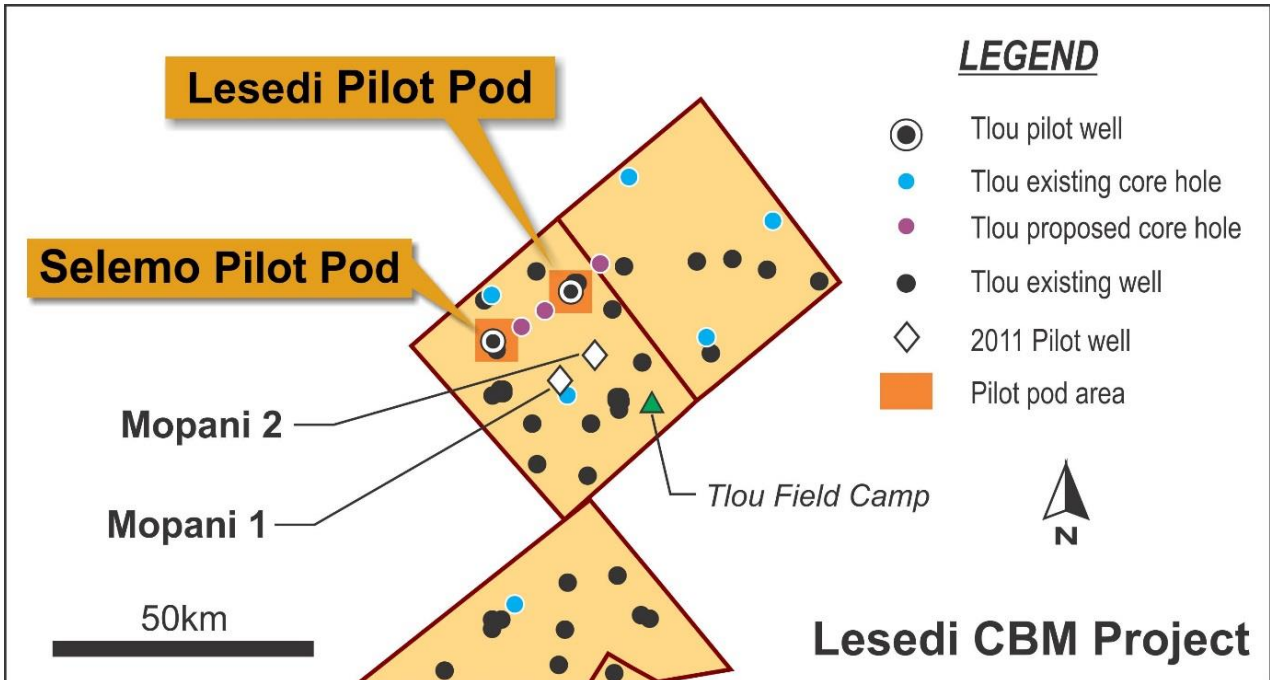 LEGEND
Lesedi Pilot Pod
Tlou pilot well
Tlou existing core hole
Tlou proposed core hole
Selemo Pilot Pod
Tlou existing well
2011 Pilot well
Pilot pod area
Mopani 2
Tlou Field Camp
Mopani 1
N
50km
Lesedi CBM Project